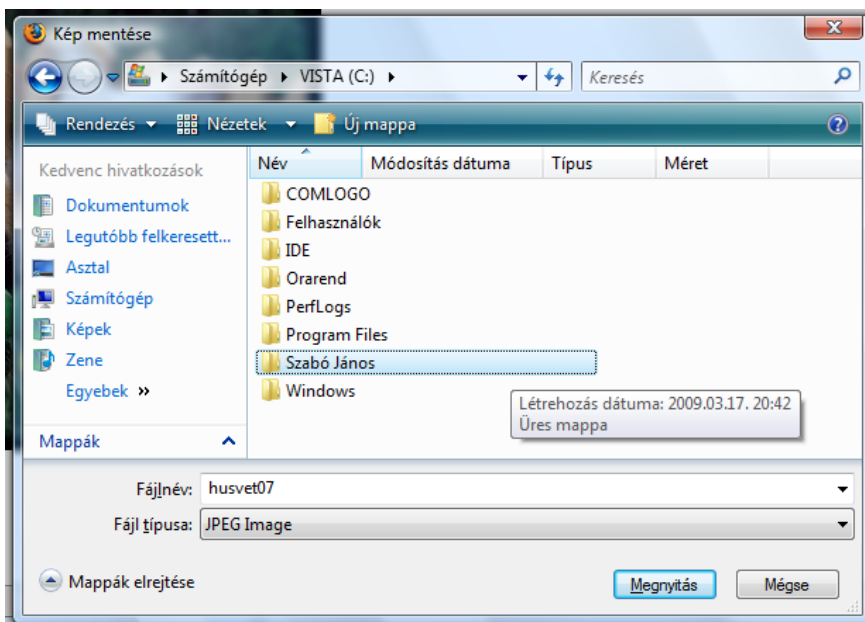 Kép mentése
Számítógép VISTA (C:) Keresés
Rendezés Nézetek Új mappa
Kedvenc hivatkozások
Dokumentumok
Legutóbb felkeresett...
Asztal
Számítógép
Képek
Zene
Egyebek »
Mappák
Név Módosítás dátuma Típus Méret
COMLOGO
Felhasználók
IDE
Orarend
PerfLogs
Program Files
Szabó János
Windows
Létrehozás dátuma: 2009.03.17. 20:42
Üres mappa
Fájlnév: husvet07
Fájl típusa: JPEG Image
Mappák elrejtése Megnyitás Mégse